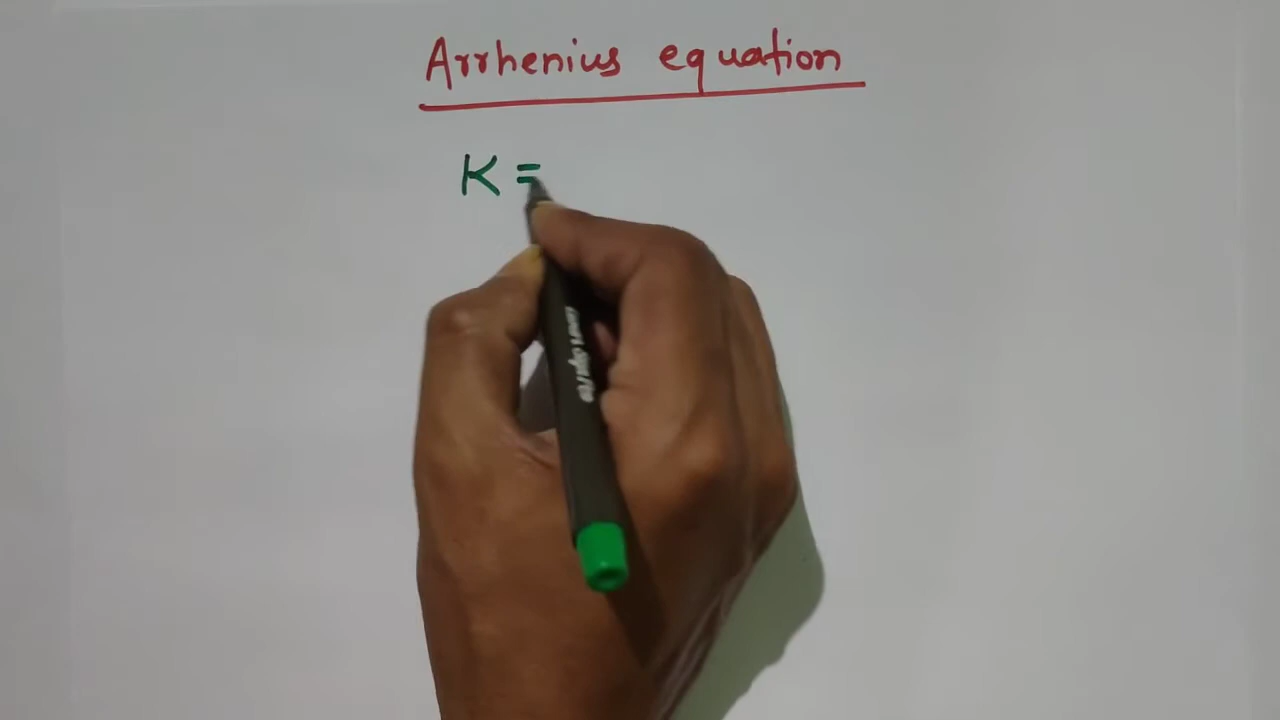 Arrhenius equation
K =